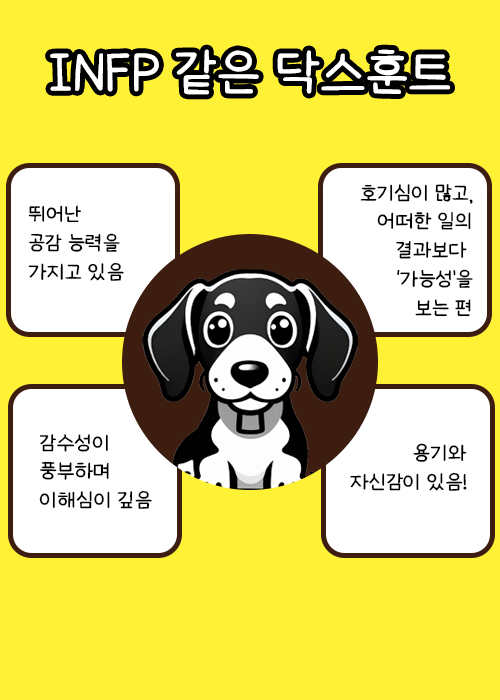 INFP 같은 닥스훈트
뛰어난
공감 능력을
가지고 있음
호기심이 많고,
어떠한 일의
결과보다
'가능성'을
보는 편
감수성이
풍부하며
이해심이 깊음
용기와
자신감이 있음!